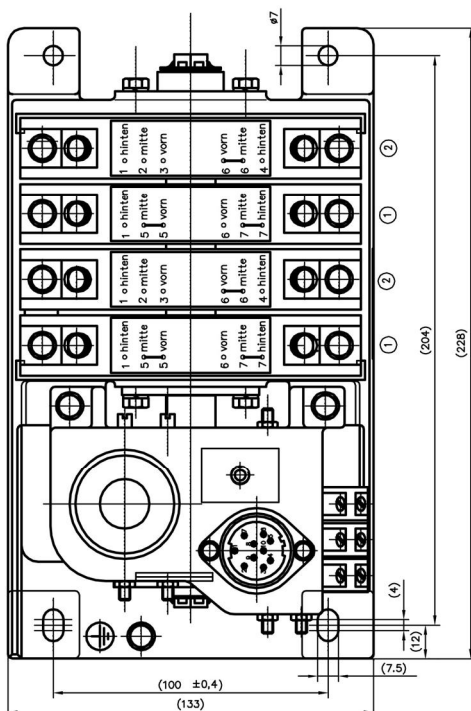 ø7
1 o hinten
2 o mitte
3 o vorn
6 o vorn
6 o mitte
4 o hinten
2
1 o hinten
5 o mitte
5 o vorn
6 o vorn
7 o mitte
7 o hinten
1
1 o hinten
2 o mitte
3 o vorn
6 o vorn
6 o mitte
4 o hinten
2
1 o hinten
5 o mitte
5 o vorn
6 o vorn
7 o mitte
7 o hinten
1
(204)
(228)
(4)
(12)
(7.5)
(100 ±0,4)
(133)